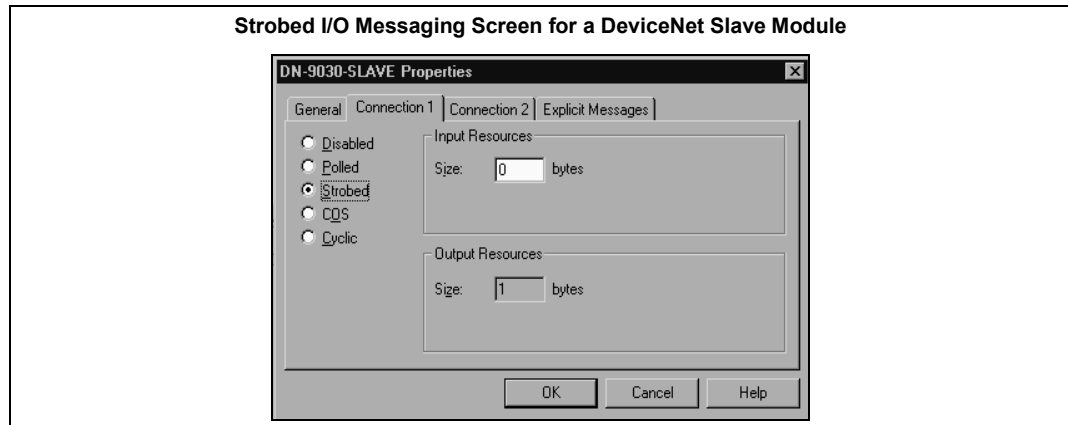 Strobed I/O Messaging Screen for a DeviceNet Slave Module
DN-9030-SLAVE Properties
General Connection 1 Connection 2 Explicit Messages
Disabled
Polled
Strobed
COS
Cyclic
Input Resources
Size: 0 bytes
Output Resources
Size: 1 bytes
OK Cancel Help